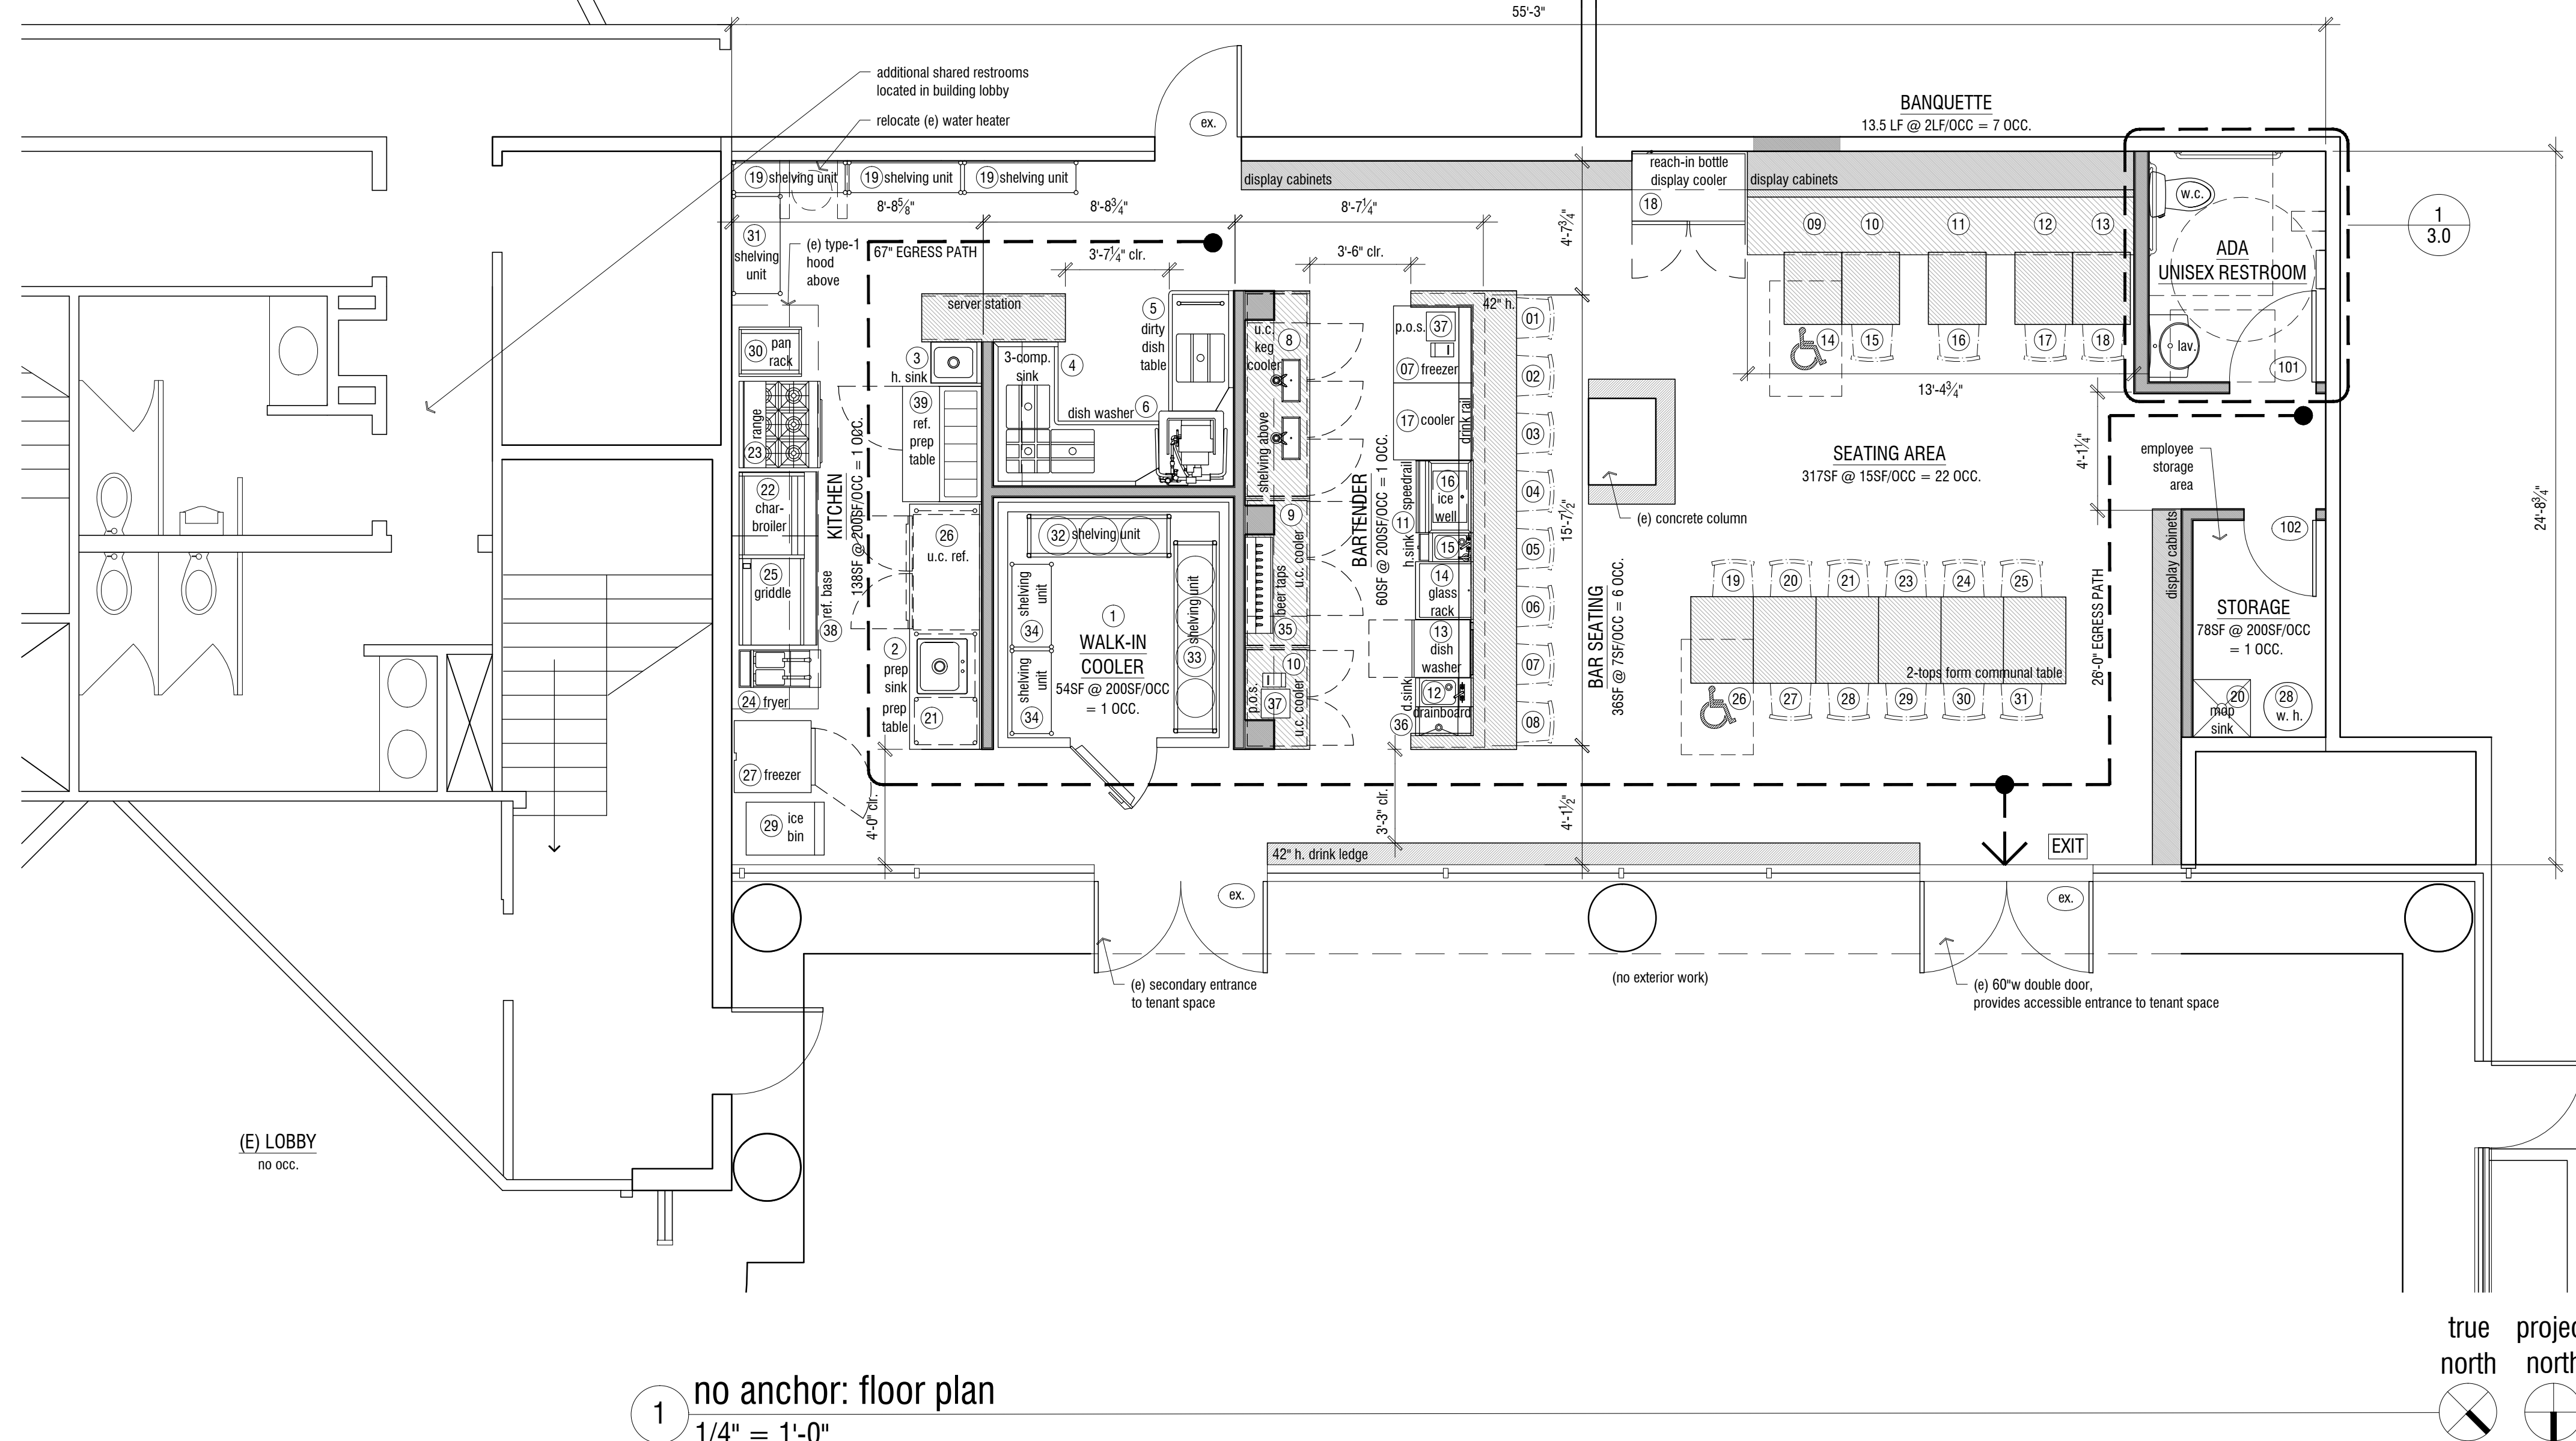 55'-3"
additional shared restrooms
located in building lobby
relocate (e) water heater
ex.
BANQUETTE
13.5 LF @ 2LF/OCC = 7 OCC.
19 shelving unit
19 shelving unit
19 shelving unit
display cabinets
reach-in bottle
display cooler
18
display cabinets
8'-8⅝"
8'-8¾"
8'-7¼"
4'-7¾"
31
shelving
unit
(e) type-1
hood
above
67" EGRESS PATH
3'-7¼" clr.
3'-6" clr.
09
10
11
12
13
w.c.
ADA
UNISEX RESTROOM
lav.
101
1
3.0
server station
5
dirty
dish
table
42" h.
01
02
03
04
05
06
07
08
14
15
16
17
18
13'-4¾"
30 pan
rack
3
h. sink
3-comp.
sink
4
dish washer 6
u.c.
keg
cooler
8
p.o.s. 37
07 freezer
17 cooler
drink rail
range
23
39
ref.
prep
table
shelving above
KITCHEN
138SF @ 200SF/OCC. = 1 OCC.
22
char-
broiler
25
griddle
ref. base
38
26
u.c. ref.
24 fryer
2
prep
sink
prep
table
21
27 freezer
29 ice
bin
4'-0" clr.
32 shelving unit
shelving
unit
34
shelving
unit
34
shelving unit
33
1
WALK-IN
COOLER
54SF @ 200SF/OCC
= 1 OCC.
9
u.c. cooler
beer taps
35
10
u.c. cooler
p.o.s.
37
BARTENDER
60SF @ 200SF/OCC = 1 OCC.
speedrail
11
16
ice
well
h.sink
15
14
glass
rack
13
dish
washer
d.sink
12
36
drainboard
3'-3" clr.
15'-7½"
4'-1½"
BAR SEATING
36SF @ 7SF/OCC = 6 OCC.
(e) concrete column
SEATING AREA
317SF @ 15SF/OCC = 22 OCC.
4'-1¼"
employee
storage
area
102
24'-8¾"
19
20
21
23
24
25
2-tops form communal table
26
27
28
29
30
31
26'-0" EGRESS PATH
display cabinets
STORAGE
78SF @ 200SF/OCC
= 1 OCC.
20
mop
sink
28
w. h.
EXIT
42" h. drink ledge
ex.
ex.
(e) secondary entrance
to tenant space
(no exterior work)
(e) 60"w double door,
provides accessible entrance to tenant space
(E) LOBBY
no occ.
true
north
projec
north
1
no anchor: floor plan
1/4" = 1'-0"